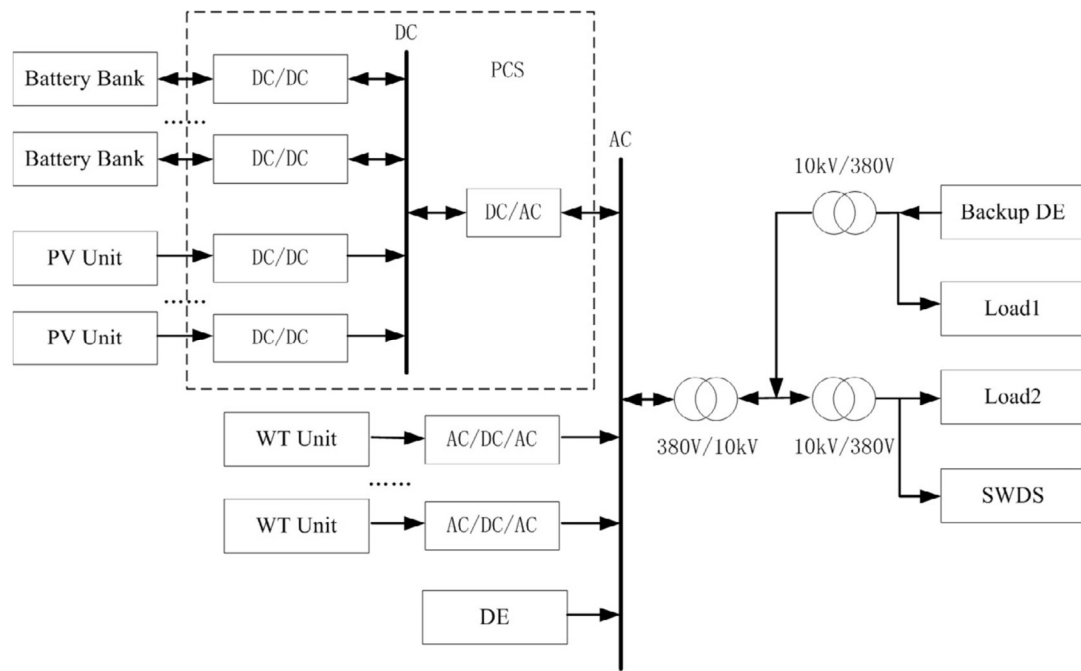 DC
PCS
Battery Bank
DC/DC
......
Battery Bank
DC/DC
AC
10kV/380V
DC/AC
Backup DE
PV Unit
DC/DC
......
Load1
PV Unit
DC/DC
Load2
WT Unit
AC/DC/AC
380V/10kV
10kV/380V
......
SWDS
WT Unit
AC/DC/AC
DE